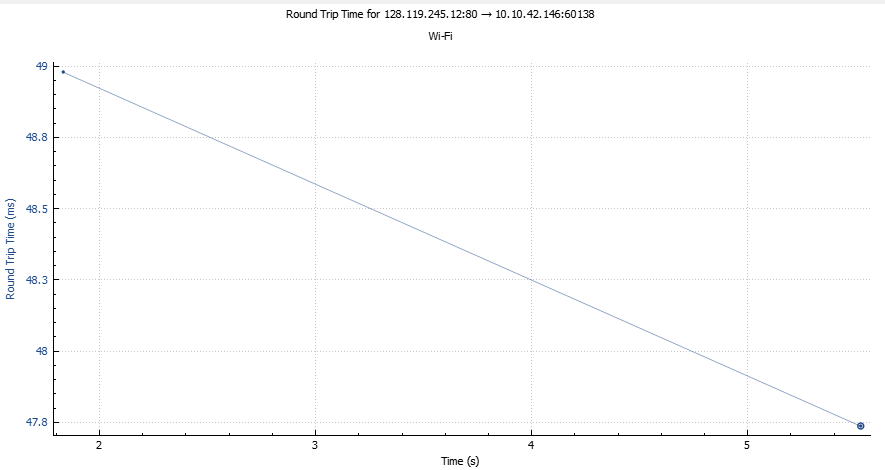 Round Trip Time for 128.119.245.12:80 → 10.10.42.146:60138
Wi-Fi
49
48.8
48.5
48.3
48
47.8
Round Trip Time (ms)
2 3 4 5
Time (s)